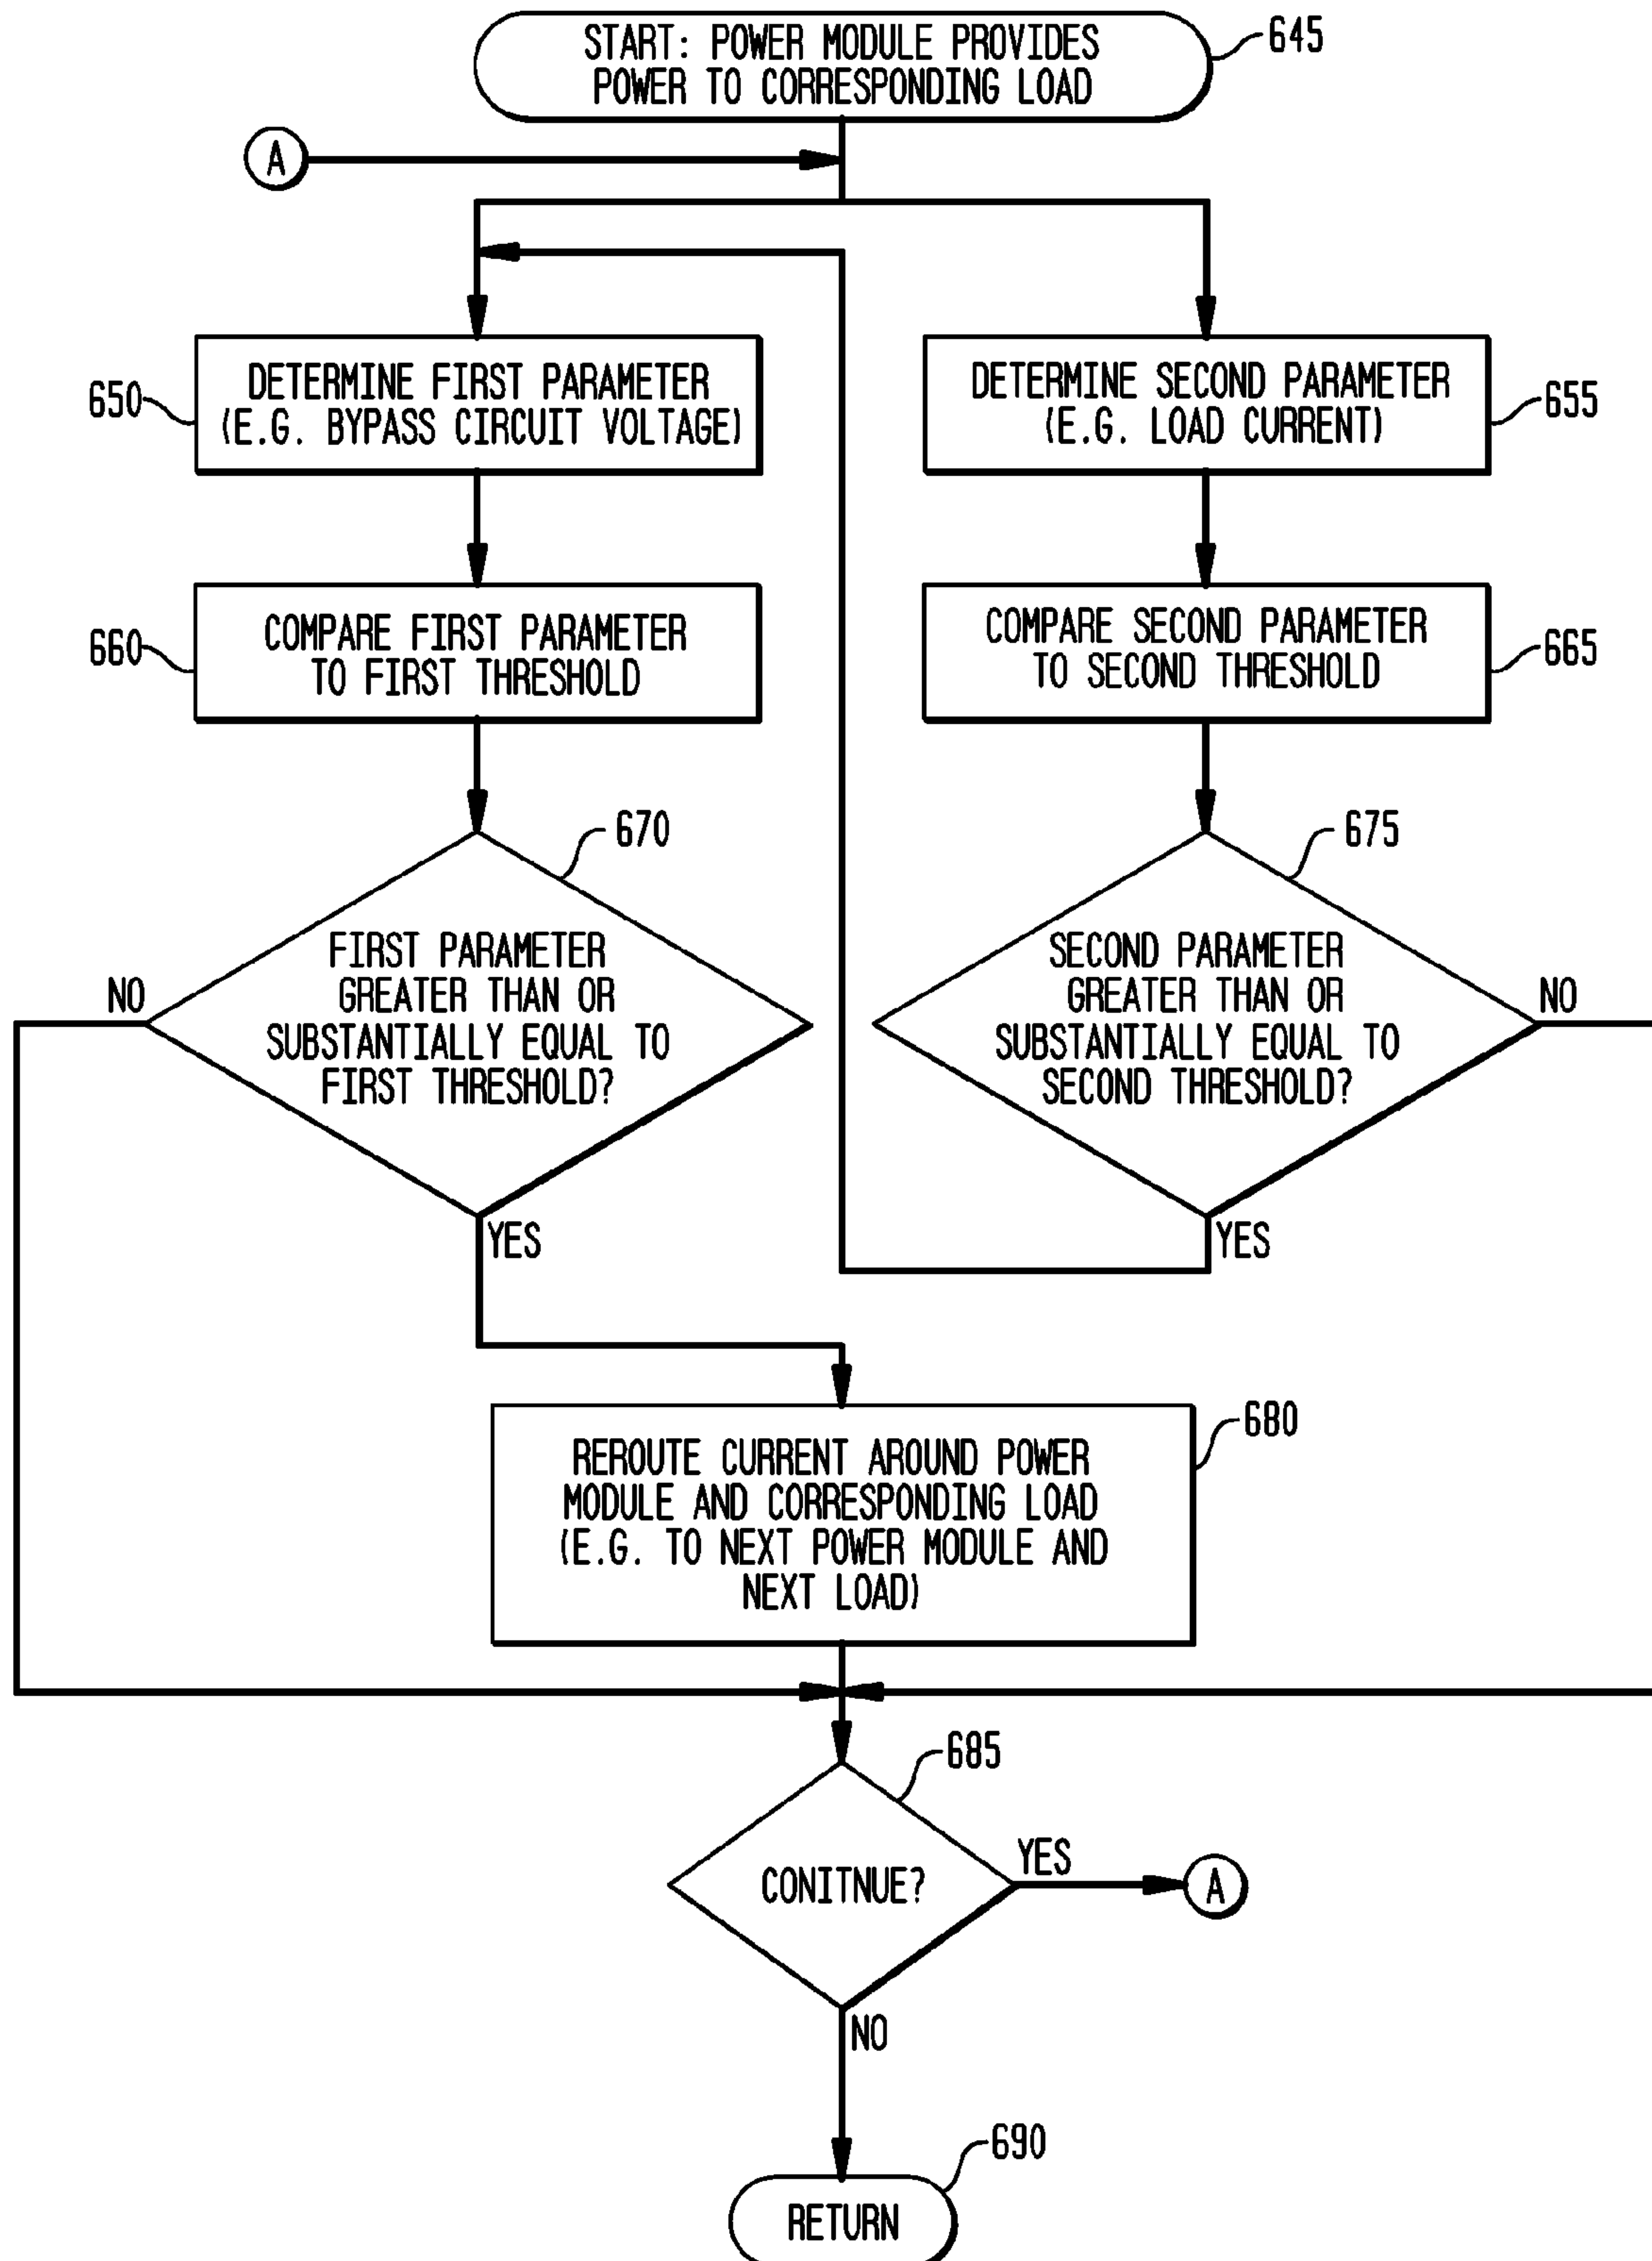 START: POWER MODULE PROVIDES
POWER TO CORRESPONDING LOAD
645
A
650
DETERMINE FIRST PARAMETER
(E.G. BYPASS CIRCUIT VOLTAGE)
DETERMINE SECOND PARAMETER
(E.G. LOAD CURRENT)
655
660
COMPARE FIRST PARAMETER
TO FIRST THRESHOLD
COMPARE SECOND PARAMETER
TO SECOND THRESHOLD
665
670
675
NO
FIRST PARAMETER
GREATER THAN OR
SUBSTANTIALLY EQUAL TO
FIRST THRESHOLD?
SECOND PARAMETER
GREATER THAN OR
SUBSTANTIALLY EQUAL TO
SECOND THRESHOLD?
NO
YES
YES
680
REROUTE CURRENT AROUND POWER
MODULE AND CORRESPONDING LOAD
(E.G. TO NEXT POWER MODULE AND
NEXT LOAD)
685
CONITNUE?
YES
A
NO
690
RETURN